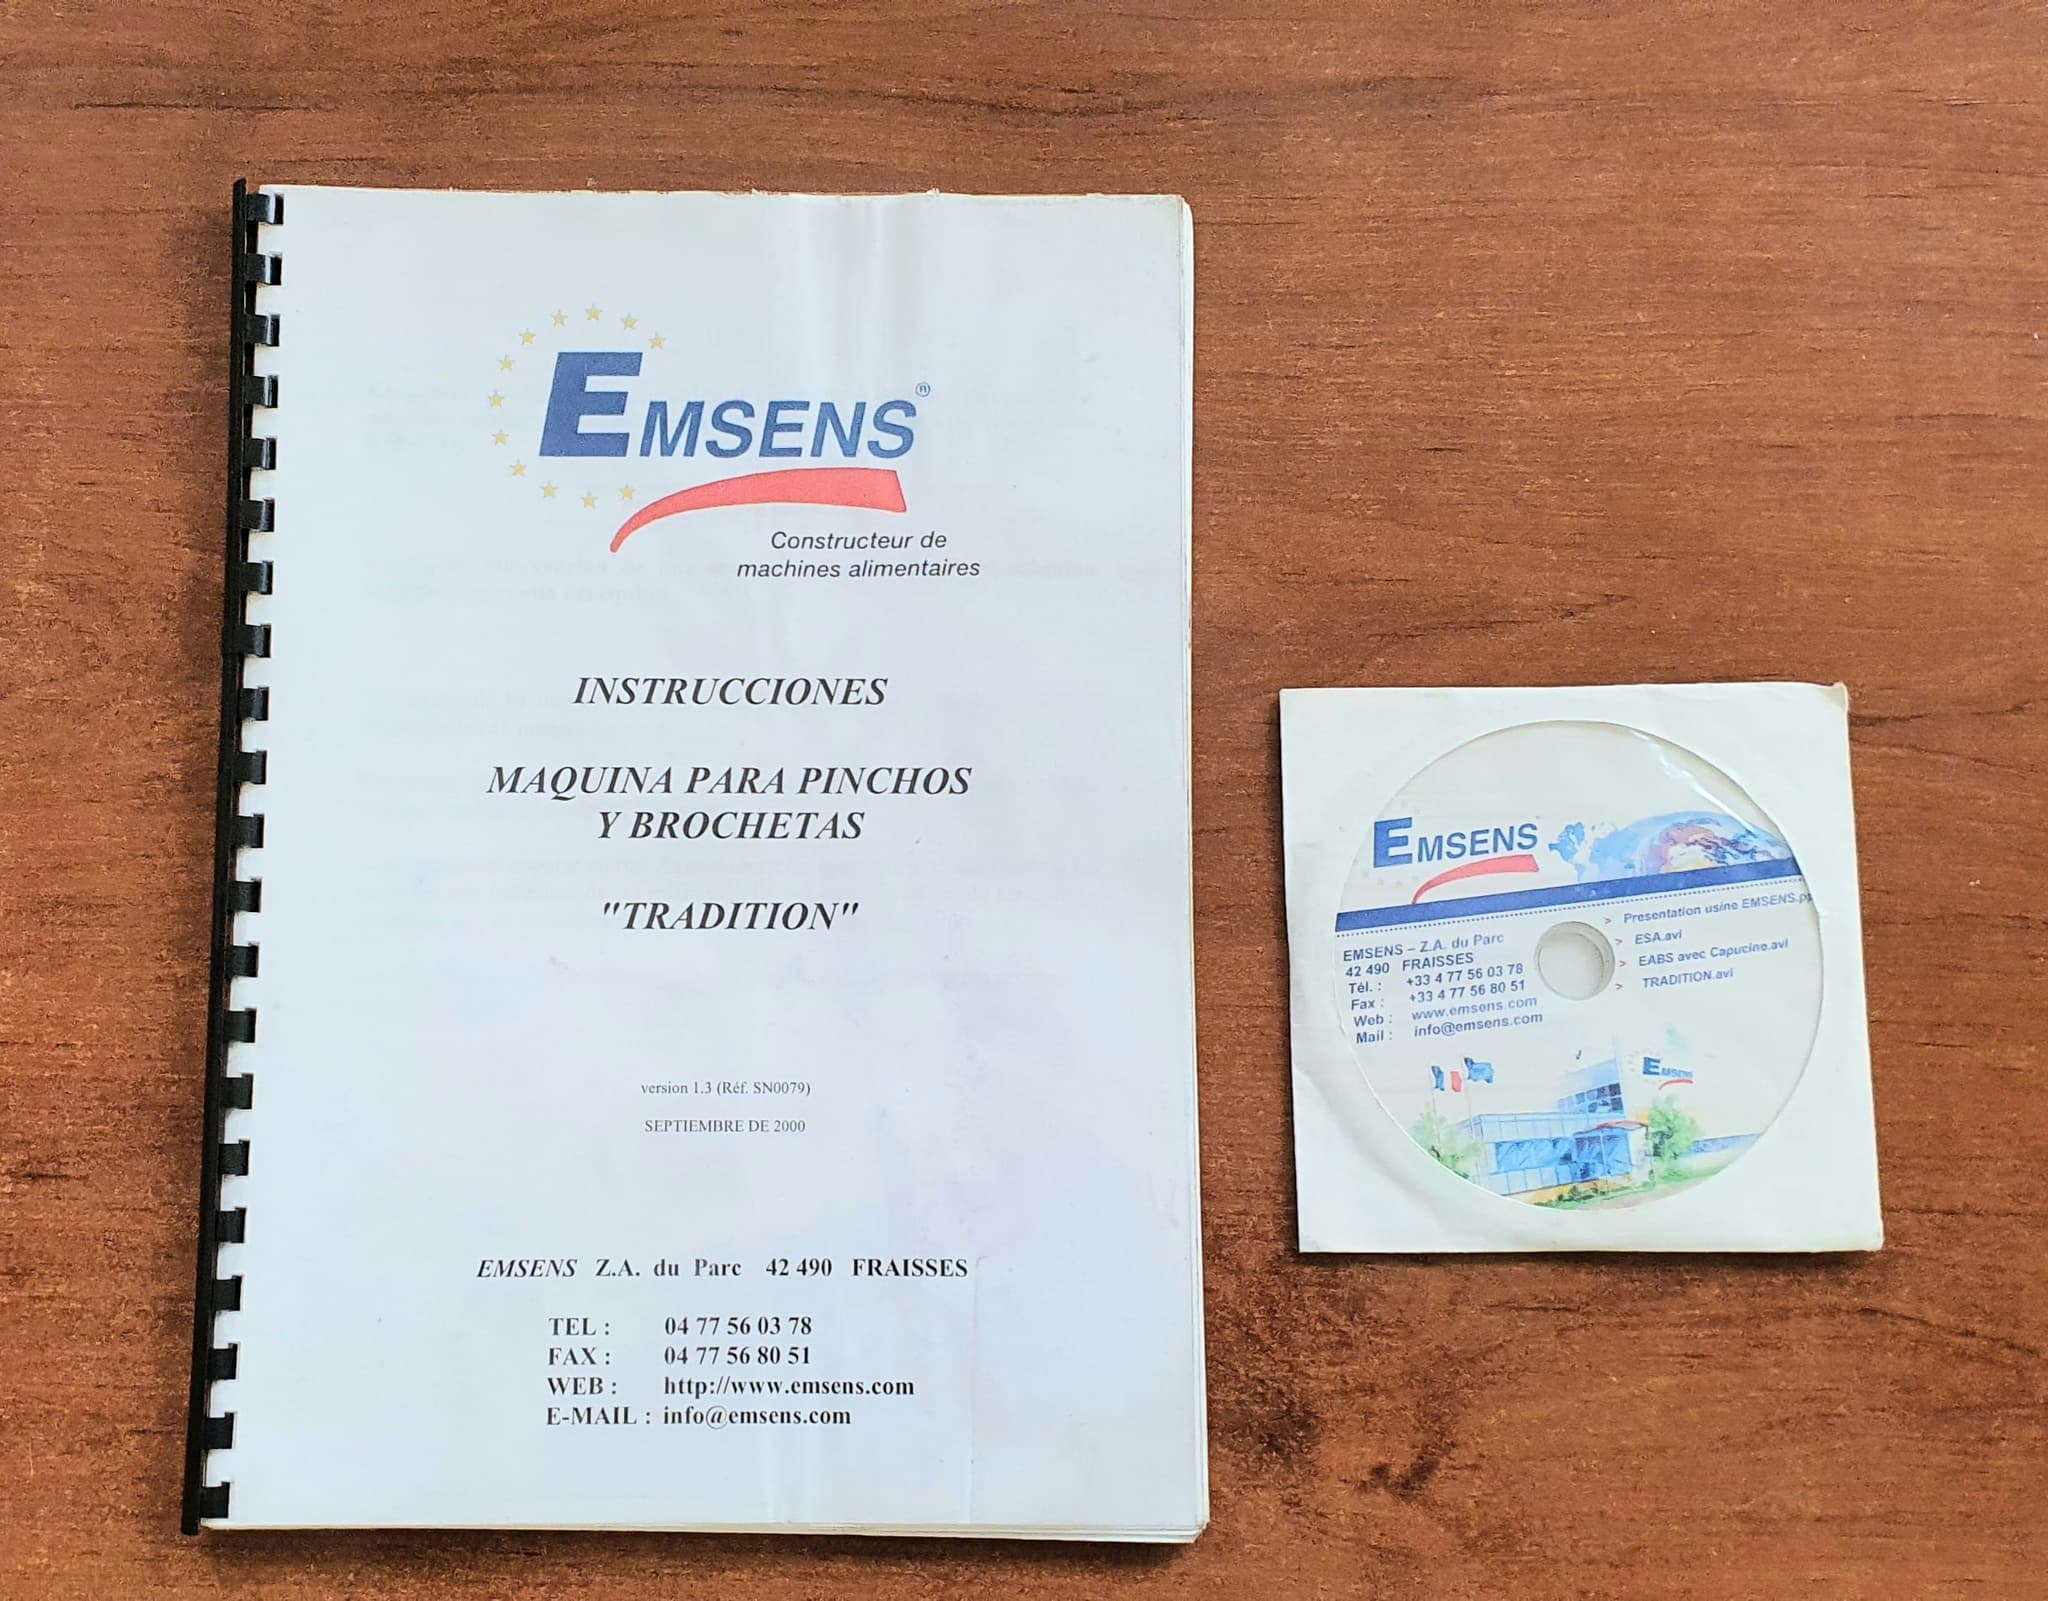 EMSENS®
Constructeur de
machines alimentaires
INSTRUCCIONES
MAQUINA PARA PINCHOS
Y BROCHETAS
"TRADITION"
version 1.3 (Réf. SN0079)
SEPTIEMBRE DE 2000
EMSENS Z.A. du Parc 42 490 FRAISSES
TEL : 04 77 56 03 78
FAX : 04 77 56 80 51
WEB : http://www.emsens.com
E-MAIL : info@emsens.com
EMSENS
EMSENS – Z.A. du Parc
42 490 FRAISSES
Tél. : +33 4 77 56 03 78
Fax : +33 4 77 56 80 51
Web : www.emsens.com
Mail : info@emsens.com
> Presentation usine EMSENS.pp
> ESA.avi
> EABS avec Capucine.avi
> TRADITION.avi
EMSENS